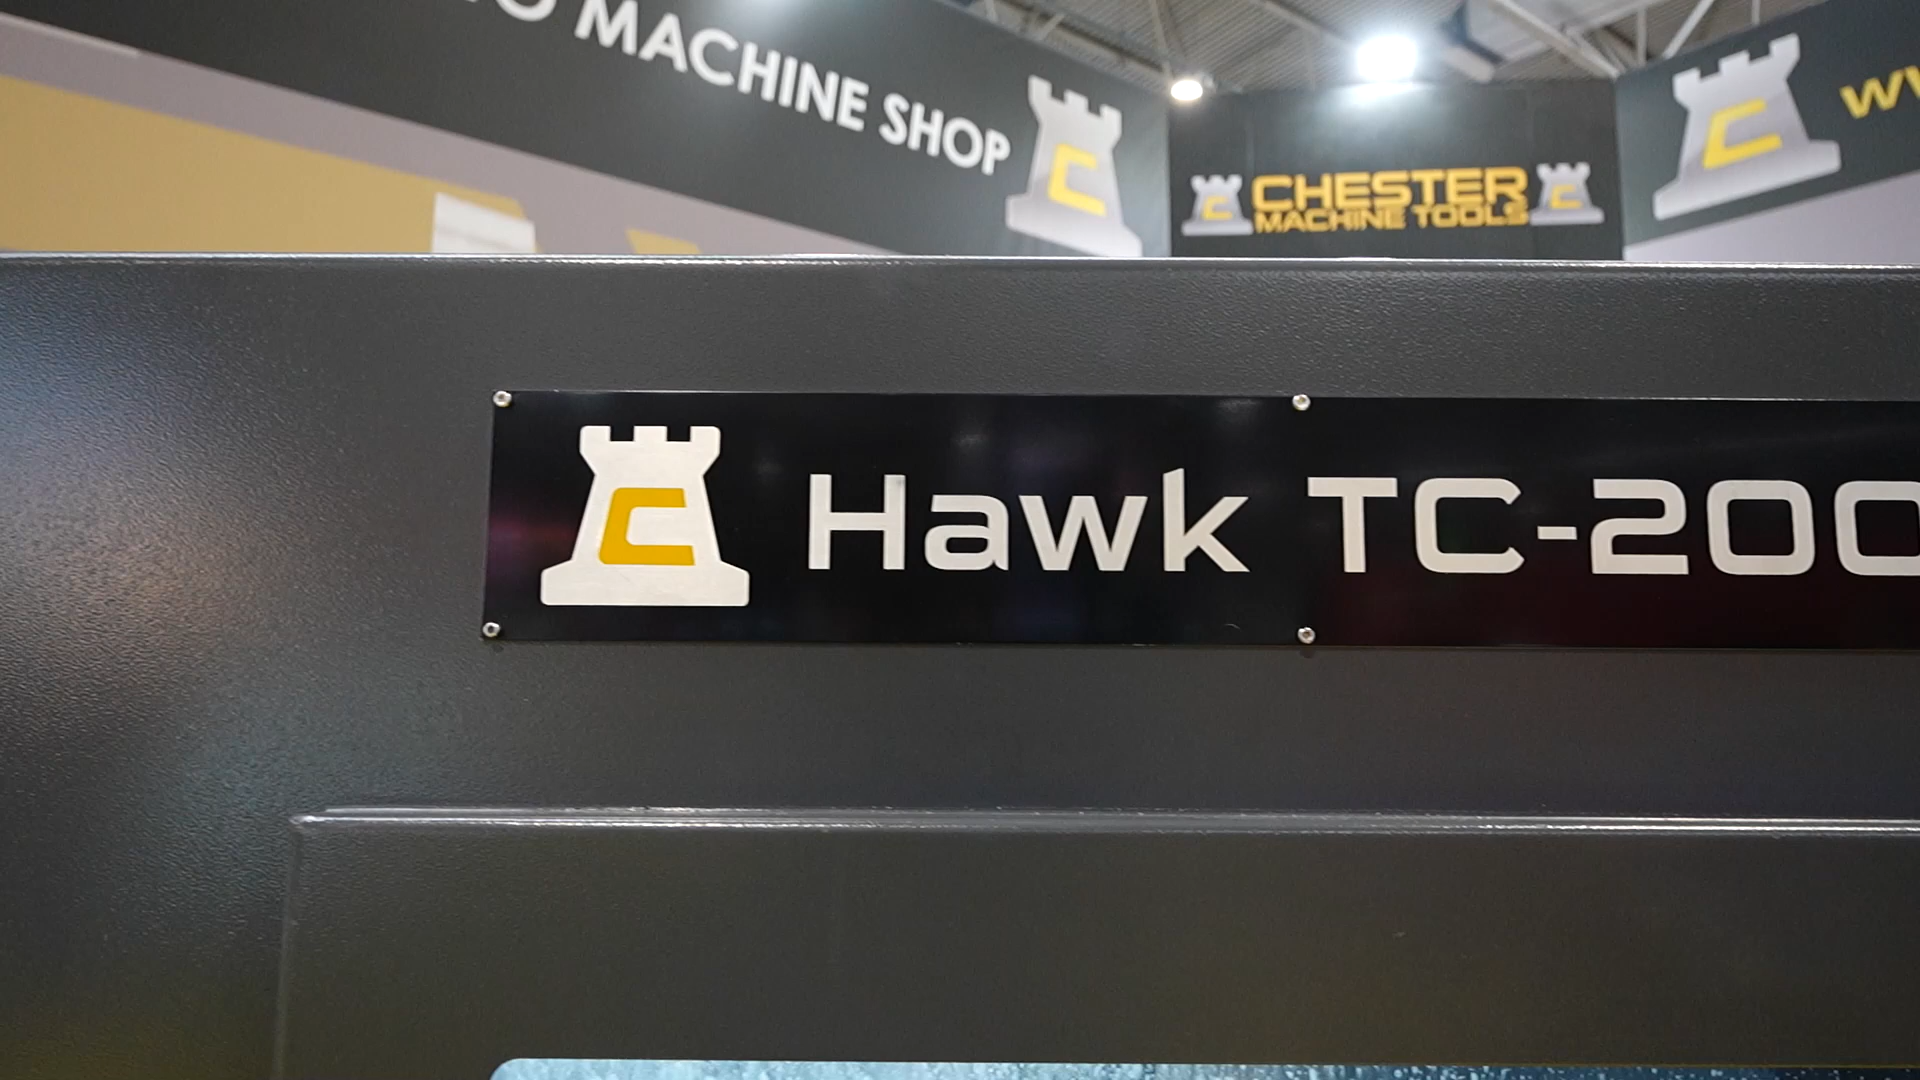 MACHINE SHOP
CHESTER
MACHINE TOOLS
Hawk TC-200